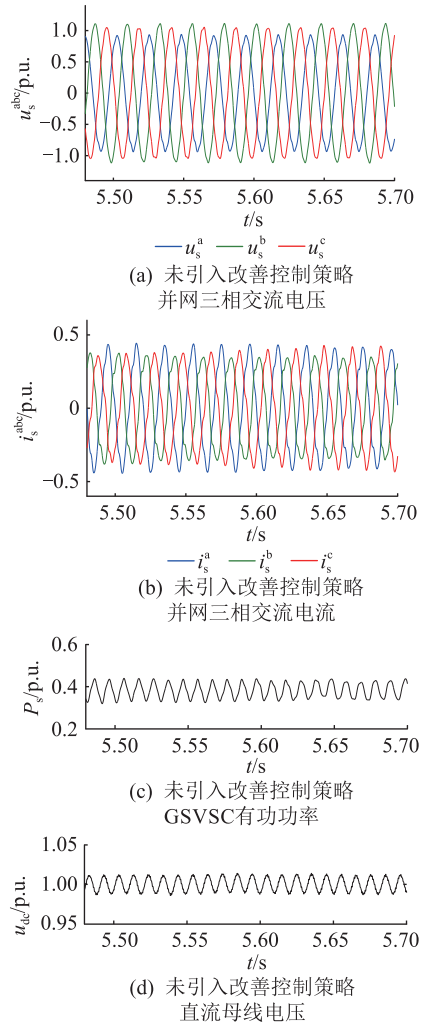 1.0
0.5
0
−0.5
−1.0
u_s^abc/p.u.
5.50 5.55 5.60 5.65 5.70
t/s
u_s^a u_s^b u_s^c
(a) 未引入改善控制策略
并网三相交流电压
0.5
0
−0.5
i_s^abc/p.u.
5.50 5.55 5.60 5.65 5.70
t/s
i_s^a i_s^b i_s^c
(b) 未引入改善控制策略
并网三相交流电流
0.6
0.4
0.2
P_s/p.u.
5.50 5.55 5.60 5.65 5.70
t/s
(c) 未引入改善控制策略
GSVSC有功功率
1.05
1.00
0.95
u_dc/p.u.
5.50 5.55 5.60 5.65 5.70
t/s
(d) 未引入改善控制策略
直流母线电压